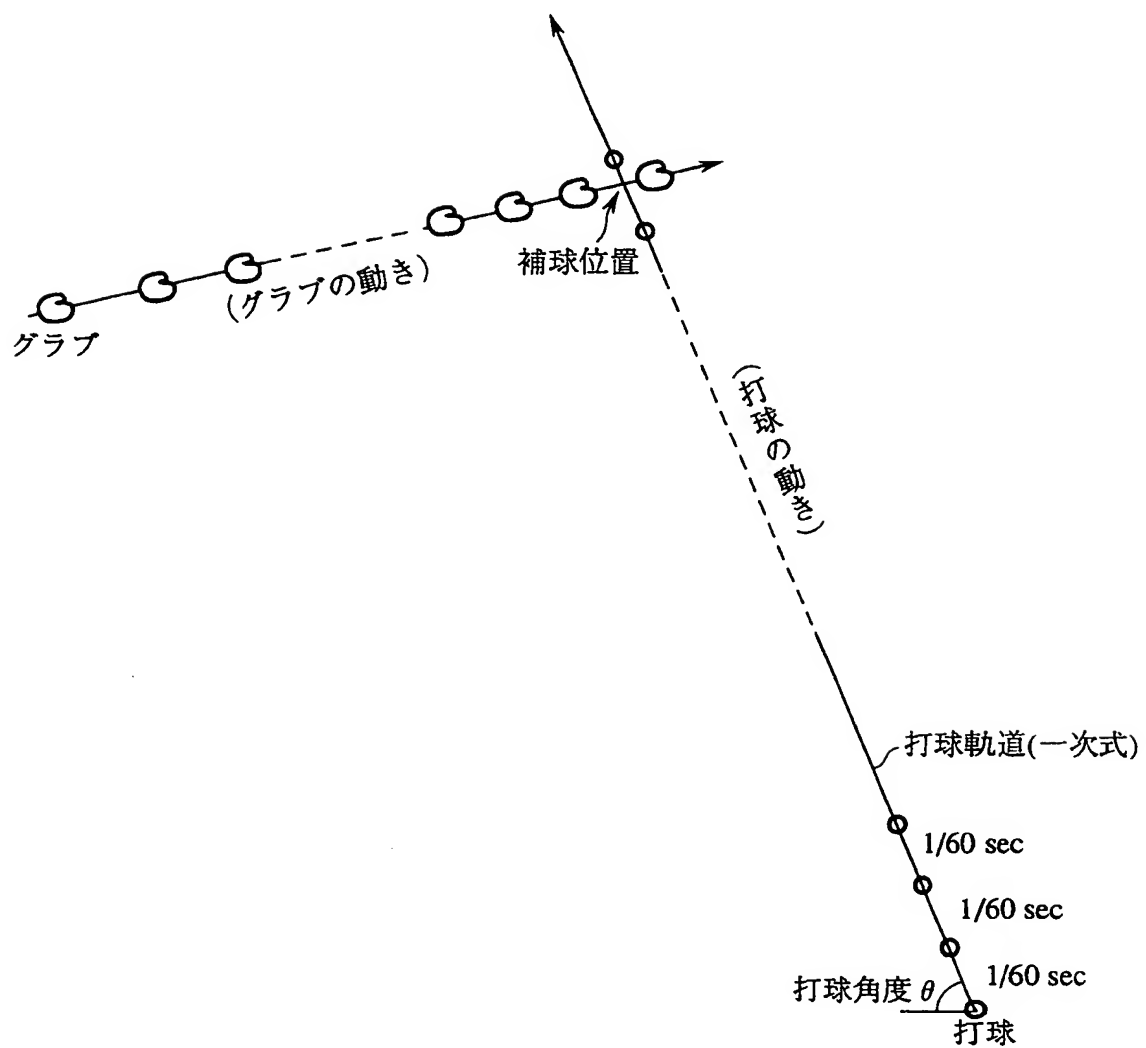 補球位置
(グラブの動き)
グラブ
(打球の動き)
打球軌道(一次式)
1/60 sec
1/60 sec
1/60 sec
打球角度 θ
打球